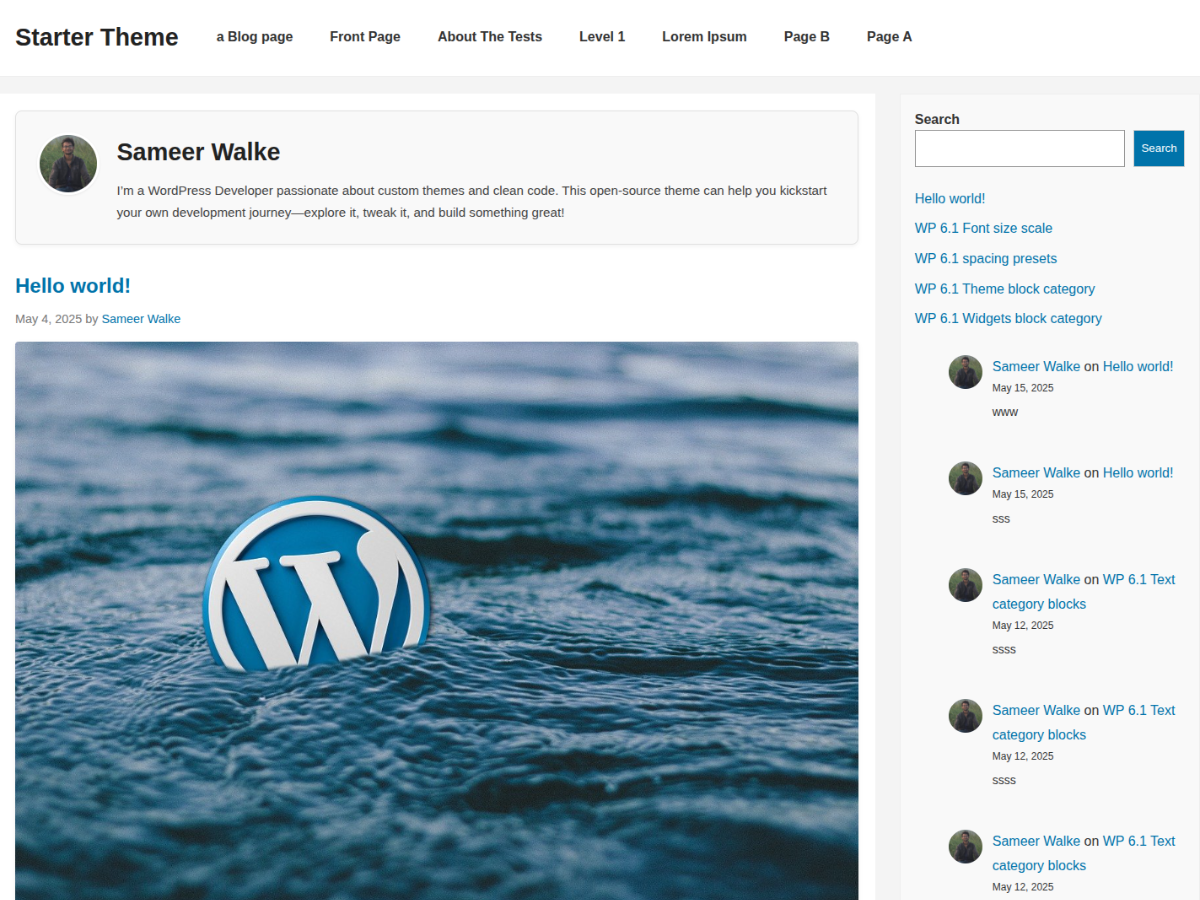 Starter Theme
a Blog page
Front Page
About The Tests
Level 1
Lorem Ipsum
Page B
Page A
Sameer Walke
I'm a WordPress Developer passionate about custom themes and clean code. This open-source theme can help you kickstart
your own development journey—explore it, tweak it, and build something great!
Hello world!
May 4, 2025 by Sameer Walke
W
Search
Search
Hello world!
WP 6.1 Font size scale
WP 6.1 spacing presets
WP 6.1 Theme block category
WP 6.1 Widgets block category
Sameer Walke on Hello world!
May 15, 2025
www
Sameer Walke on Hello world!
May 15, 2025
sss
Sameer Walke on WP 6.1 Text
category blocks
May 12, 2025
ssss
Sameer Walke on WP 6.1 Text
category blocks
May 12, 2025
ssss
Sameer Walke on WP 6.1 Text
category blocks
May 12, 2025